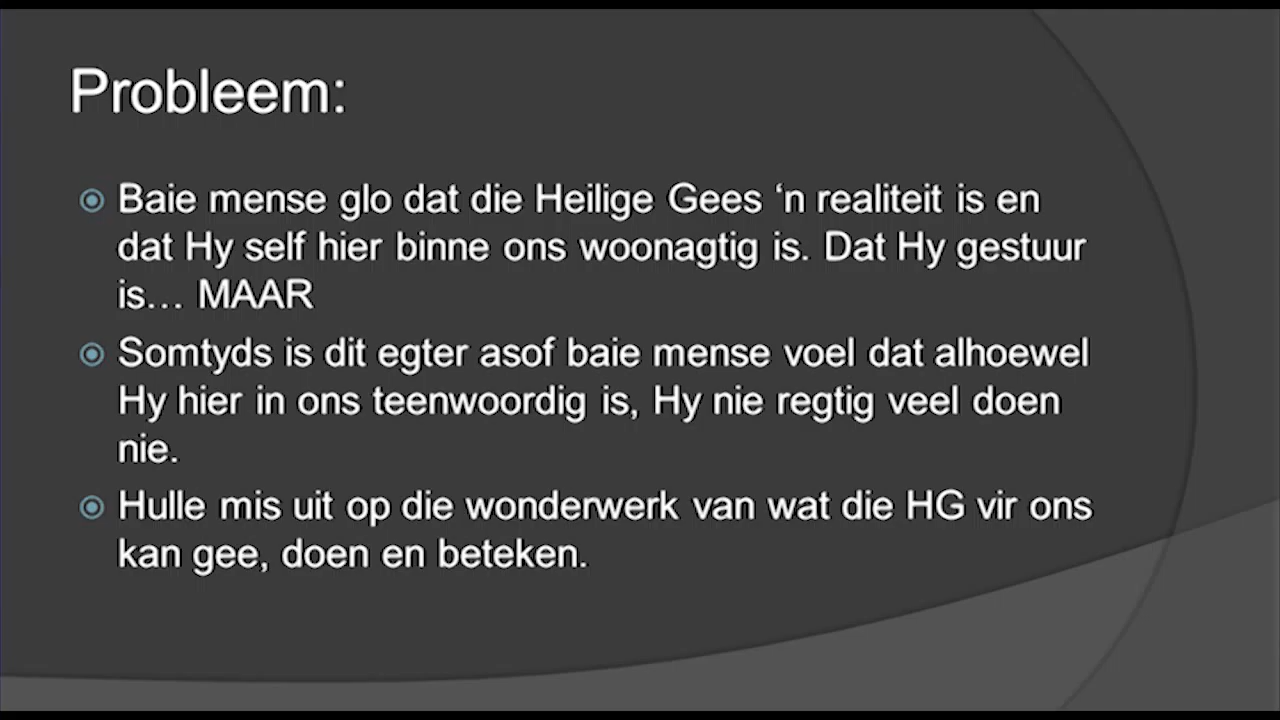 Probleem:
Baie mense glo dat die Heilige Gees ‘n realiteit is en
dat Hy self hier binne ons woonagtig is. Dat Hy gestuur
is… MAAR
Somtyds is dit egter asof baie mense voel dat alhoewel
Hy hier in ons teenwoordig is, Hy nie regtig veel doen
nie.
Hulle mis uit op die wonderwerk van wat die HG vir ons
kan gee, doen en beteken.